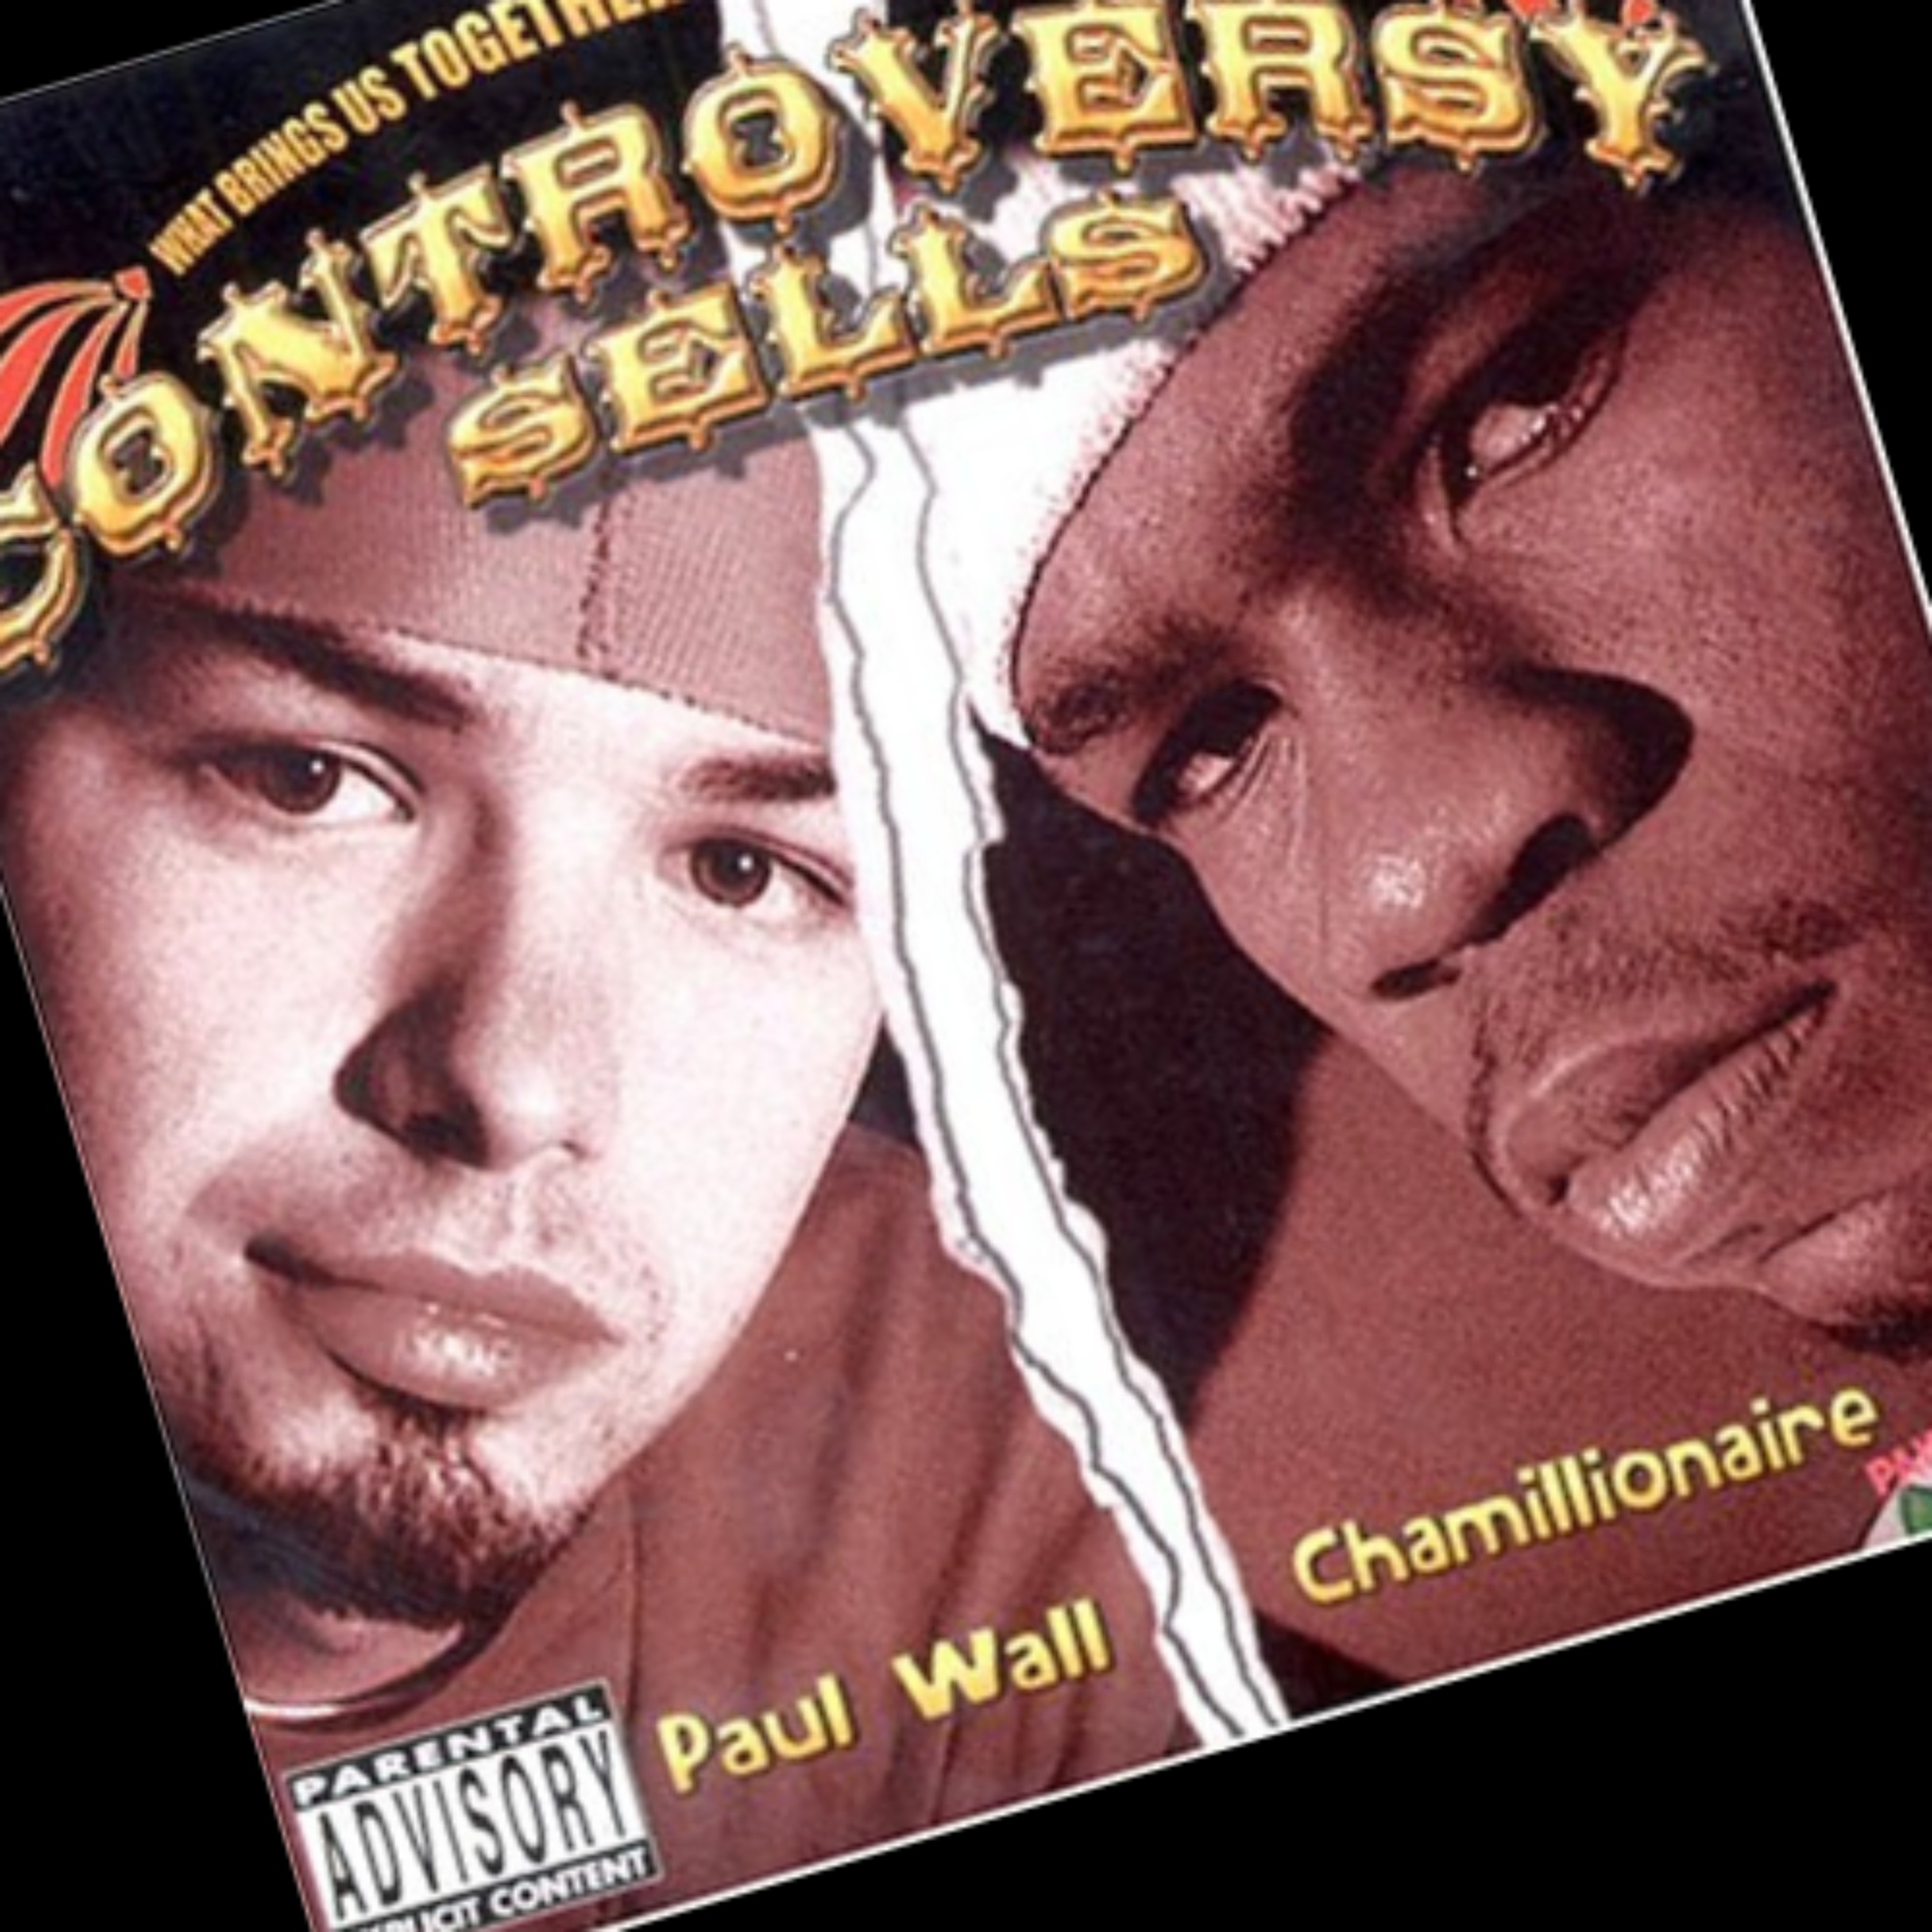 WHAT BRINGS US TOGETHER
CONTROVERSY
SELLS
Paul Wall
Chamillionaire
PARENTAL
ADVISORY
EXPLICIT CONTENT